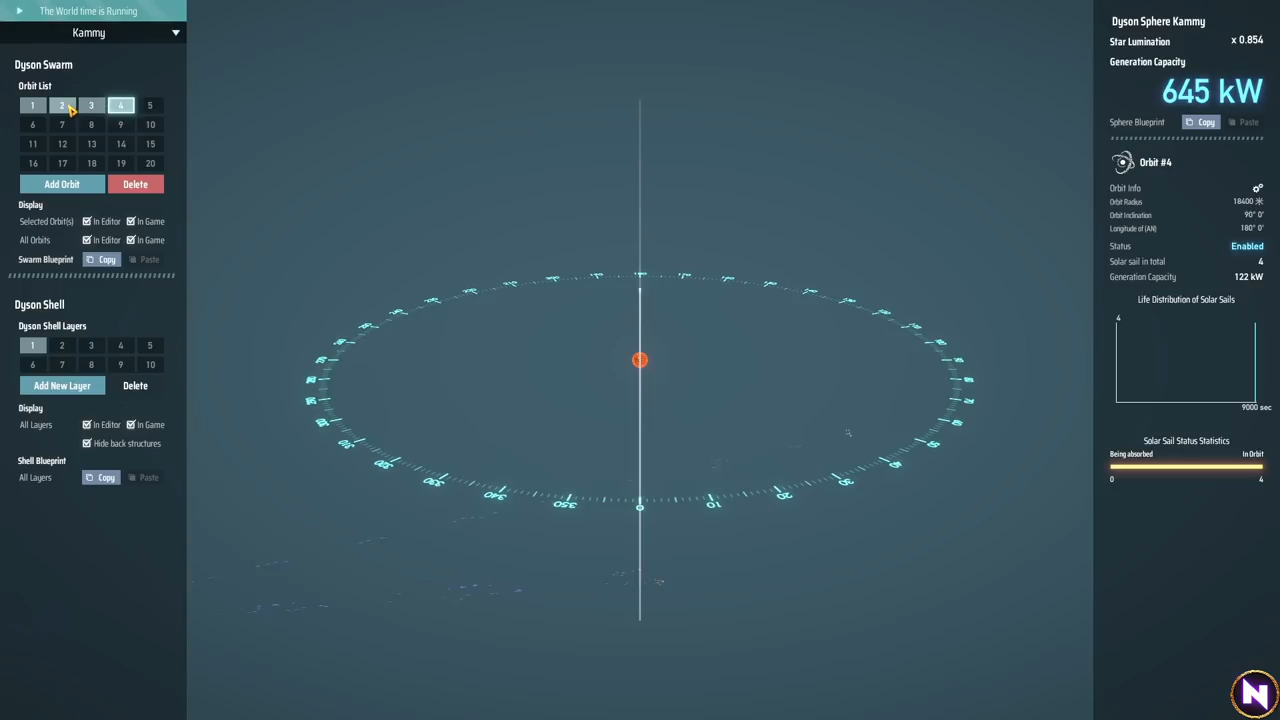 The World time is Running
Kammy
Dyson Swarm
Orbit List
1 2 3 4 5
6 7 8 9 10
11 12 13 14 15
16 17 18 19 20
Add Orbit Delete
Display
Selected Orbit(s) In Editor In Game
All Orbits In Editor In Game
Swarm Blueprint Copy Paste
Dyson Shell
Dyson Shell Layers
1 2 3 4 5
6 7 8 9 10
Add New Layer Delete
Display
All Layers In Editor In Game
Hide back structures
Shell Blueprint
All Layers Copy Paste
340 350 0 10 20
Dyson Sphere Kammy
Star Lumination x 0.854
Generation Capacity
645 kW
Sphere Blueprint Copy Paste
Orbit #4
Orbit Info
Orbit Radius 18400
Orbit Inclination 90° 0'
Longitude of (AN) 180° 0'
Status Enabled
Solar sail in total 4
Generation Capacity 122 kW
Life Distribution of Solar Sails
4
9000 sec
Solar Sail Status Statistics
Being absorbed In Orbit
0 4
N